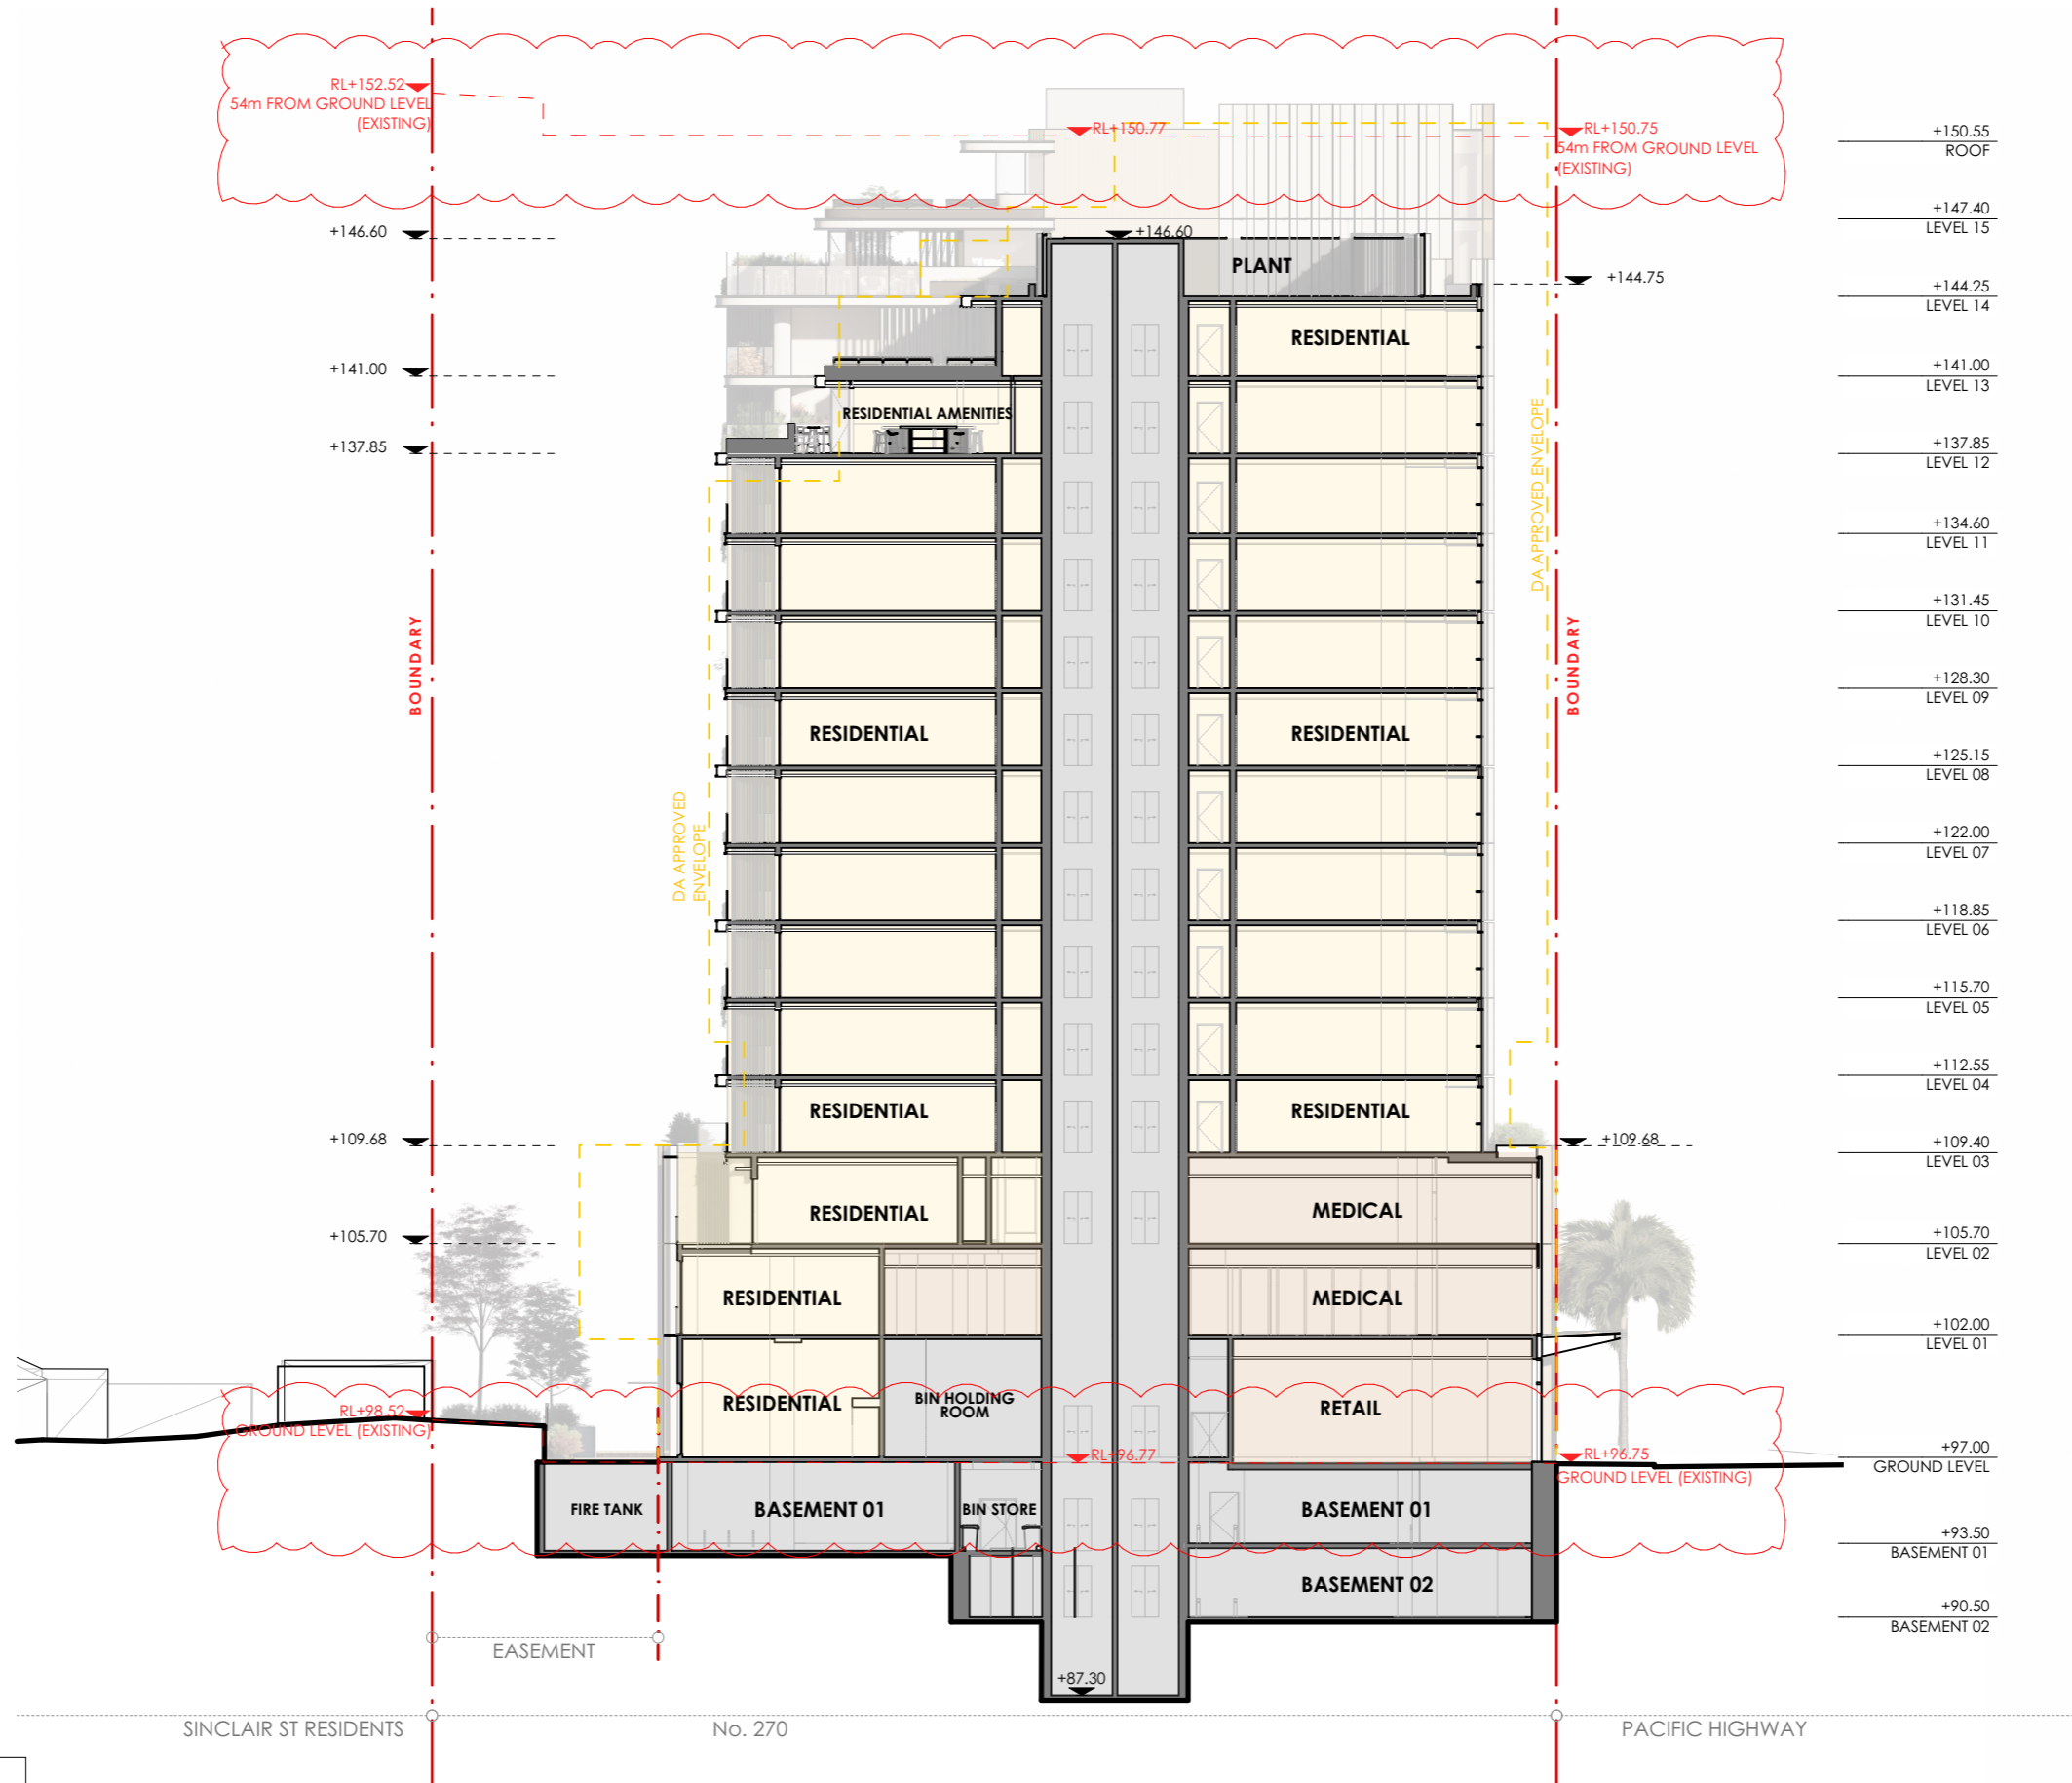 RL+152.52
54m FROM GROUND LEVEL
(EXISTING)
RL+150.77
RL+150.75
54m FROM GROUND LEVEL
(EXISTING)
+150.55
ROOF
+147.40
LEVEL 15
+146.60
+146.60
PLANT
+144.75
+144.25
LEVEL 14
RESIDENTIAL
+141.00
+141.00
LEVEL 13
RESIDENTIAL AMENITIES
+137.85
+137.85
LEVEL 12
DA APPROVED ENVELOPE
+134.60
LEVEL 11
+131.45
LEVEL 10
BOUNDARY
BOUNDARY
+128.30
LEVEL 09
RESIDENTIAL
RESIDENTIAL
+125.15
LEVEL 08
DA APPROVED
ENVELOPE
+122.00
LEVEL 07
+118.85
LEVEL 06
+115.70
LEVEL 05
+112.55
LEVEL 04
RESIDENTIAL
RESIDENTIAL
+109.68
+109.68
+109.40
LEVEL 03
RESIDENTIAL
MEDICAL
+105.70
+105.70
LEVEL 02
RESIDENTIAL
MEDICAL
+102.00
LEVEL 01
RESIDENTIAL
BIN HOLDING
ROOM
RETAIL
RL+98.52
GROUND LEVEL (EXISTING)
RL+96.77
RL+96.75
GROUND LEVEL (EXISTING)
+97.00
GROUND LEVEL
FIRE TANK
BASEMENT 01
BIN STORE
BASEMENT 01
+93.50
BASEMENT 01
BASEMENT 02
+90.50
BASEMENT 02
EASEMENT
+87.30
SINCLAIR ST RESIDENTS
No. 270
PACIFIC HIGHWAY